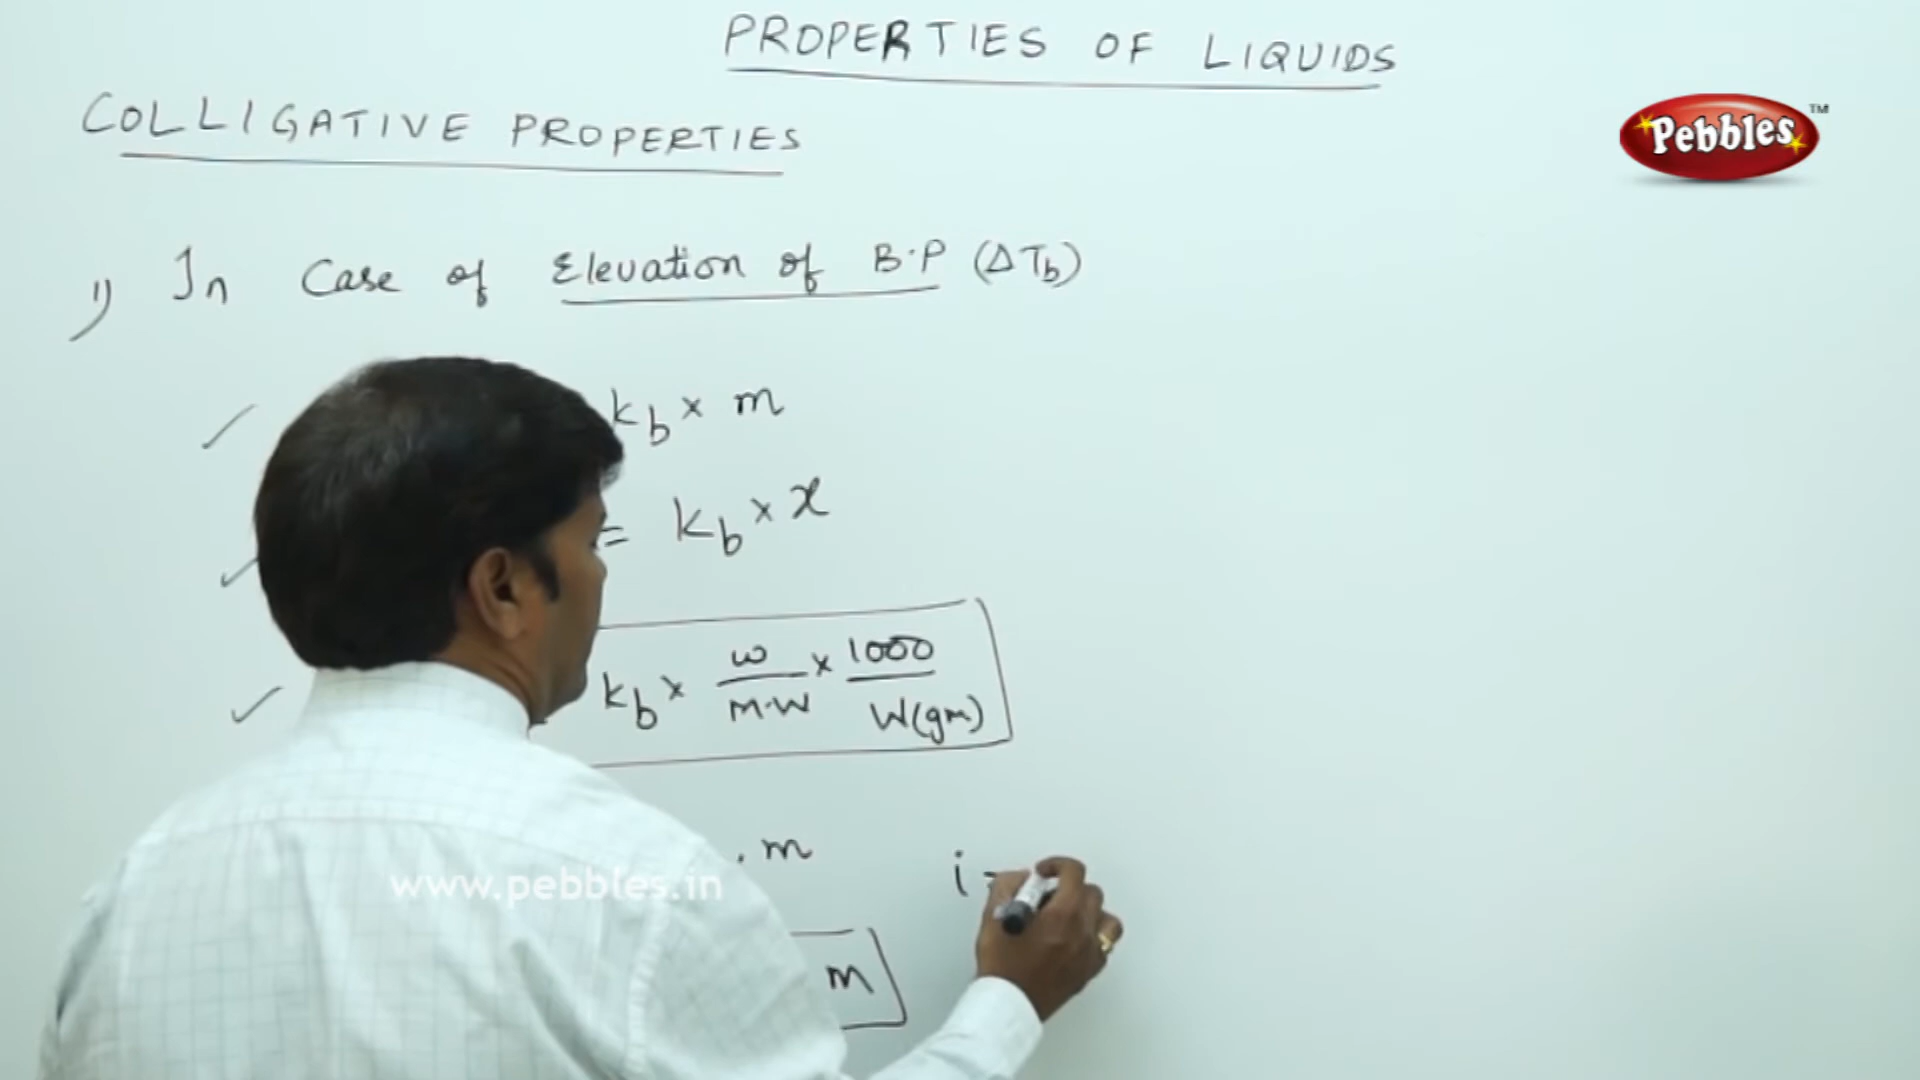 PROPERTIES OF LIQUIDS
COLLIGATIVE PROPERTIES
Pebbles TM
1) In Case of Elevation of B.P (ΔTb)
kb × m
= kb × x
kb × w/M.W × 1000/W(gm)
. m
i =
www.pebbles.in
m